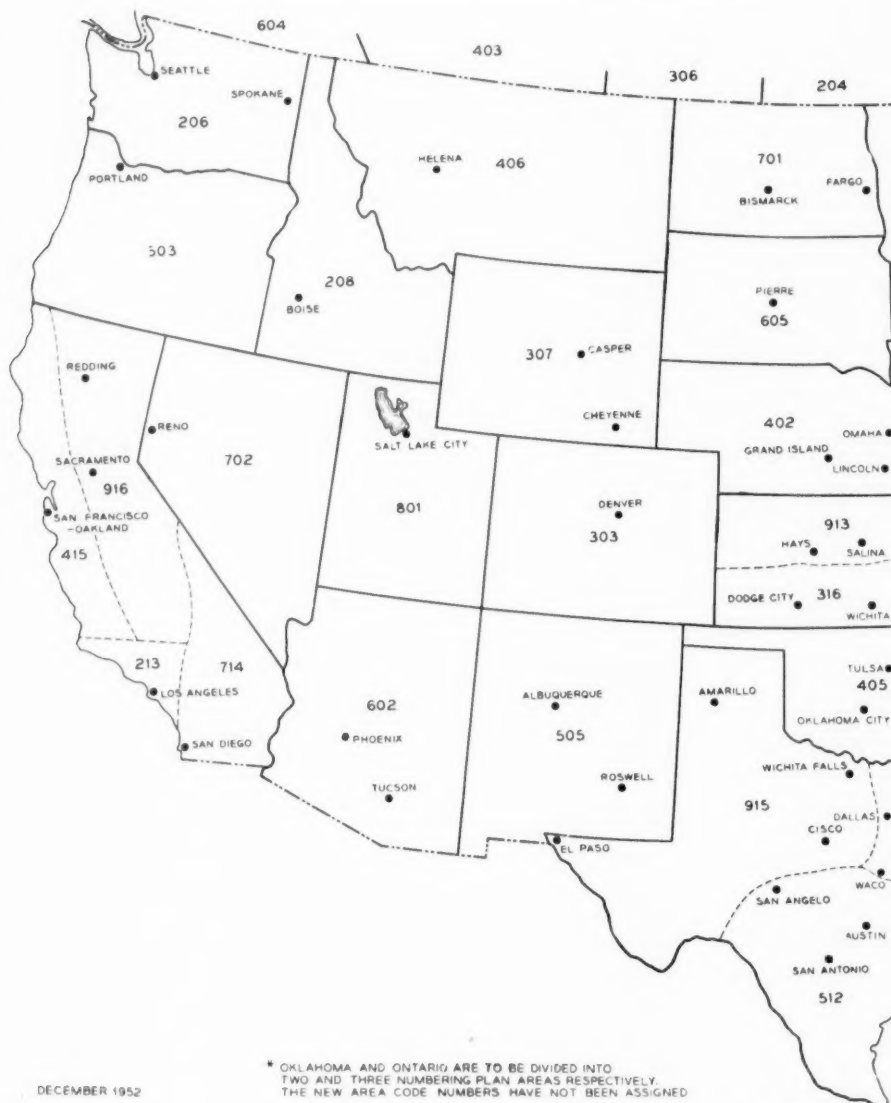 604
403
306
204
SEATTLE
SPOKANE
206
HELENA
406
701
PORTLAND
BISMARCK
FARGO
503
208
BOISE
PIERRE
605
307
CASPER
REDDING
CHEYENNE
402
OMAHA
RENO
SALT LAKE CITY
GRAND ISLAND
702
LINCOLN
SACRAMENTO
916
801
DENVER
303
SAN FRANCISCO
-OAKLAND
913
HAYS
SALINA
415
DODGE CITY
316
WICHITA
213
714
TULSA
LOS ANGELES
602
ALBUQUERQUE
AMARILLO
405
OKLAHOMA CITY
PHOENIX
505
SAN DIEGO
TUCSON
ROSWELL
WICHITA FALLS
915
DALLAS
CISCO
EL PASO
WACO
SAN ANGELO
AUSTIN
SAN ANTONIO
512
* OKLAHOMA AND ONTARIO ARE TO BE DIVIDED INTO
TWO AND THREE NUMBERING PLAN AREAS RESPECTIVELY.
THE NEW AREA CODE NUMBERS HAVE NOT BEEN ASSIGNED
DECEMBER 1952